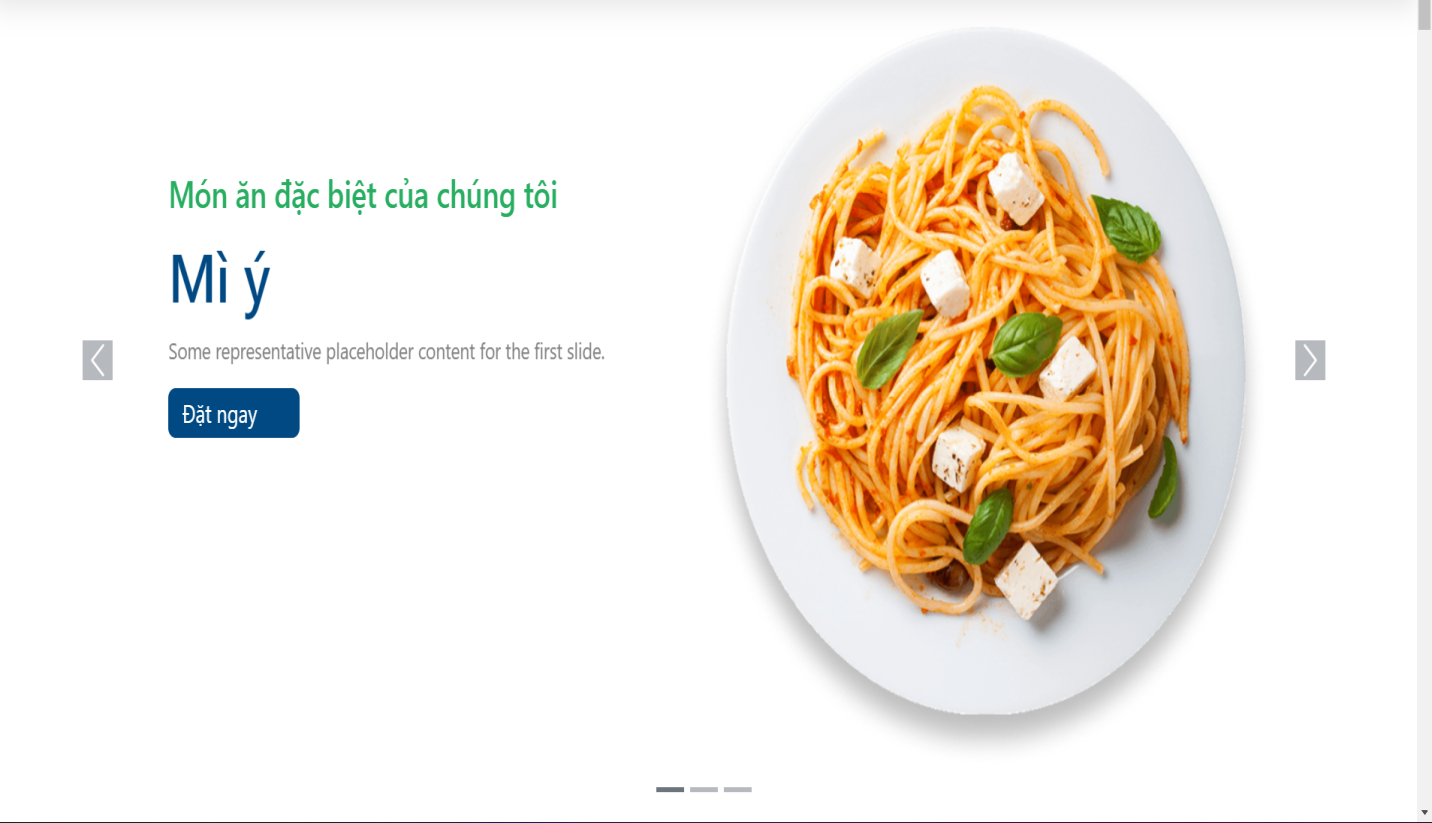 Món ăn đặc biệt của chúng tôi
Mì ý
Some representative placeholder content for the first slide.
Đặt ngay